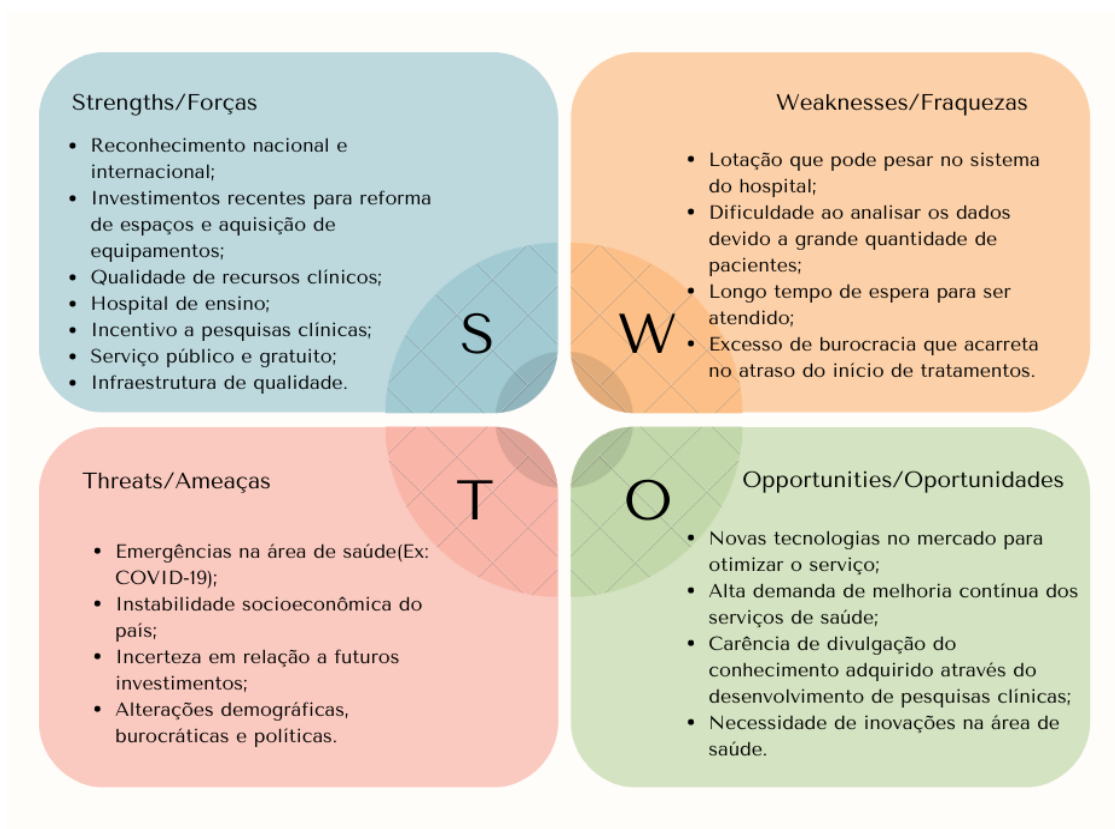 Strengths/Forças
• Reconhecimento nacional e
internacional;
• Investimentos recentes para reforma
de espaços e aquisição de
equipamentos;
• Qualidade de recursos clínicos;
• Hospital de ensino;
• Incentivo a pesquisas clínicas;
• Serviço público e gratuito;
• Infraestrutura de qualidade.
S
Weaknesses/Fraquezas
• Lotação que pode pesar no sistema
do hospital;
• Dificuldade ao analisar os dados
devido a grande quantidade de
pacientes;
• Longo tempo de espera para ser
atendido;
• Excesso de burocracia que acarreta
no atraso do início de tratamentos.
W
Threats/Ameaças
• Emergências na área de saúde(Ex:
COVID-19);
• Instabilidade socioeconômica do
país;
• Incerteza em relação a futuros
investimentos;
• Alterações demográficas,
burocráticas e políticas.
T
Opportunities/Oportunidades
• Novas tecnologias no mercado para
otimizar o serviço;
• Alta demanda de melhoria contínua dos
serviços de saúde;
• Carência de divulgação do
conhecimento adquirido através do
desenvolvimento de pesquisas clínicas;
• Necessidade de inovações na área de
saúde.
O